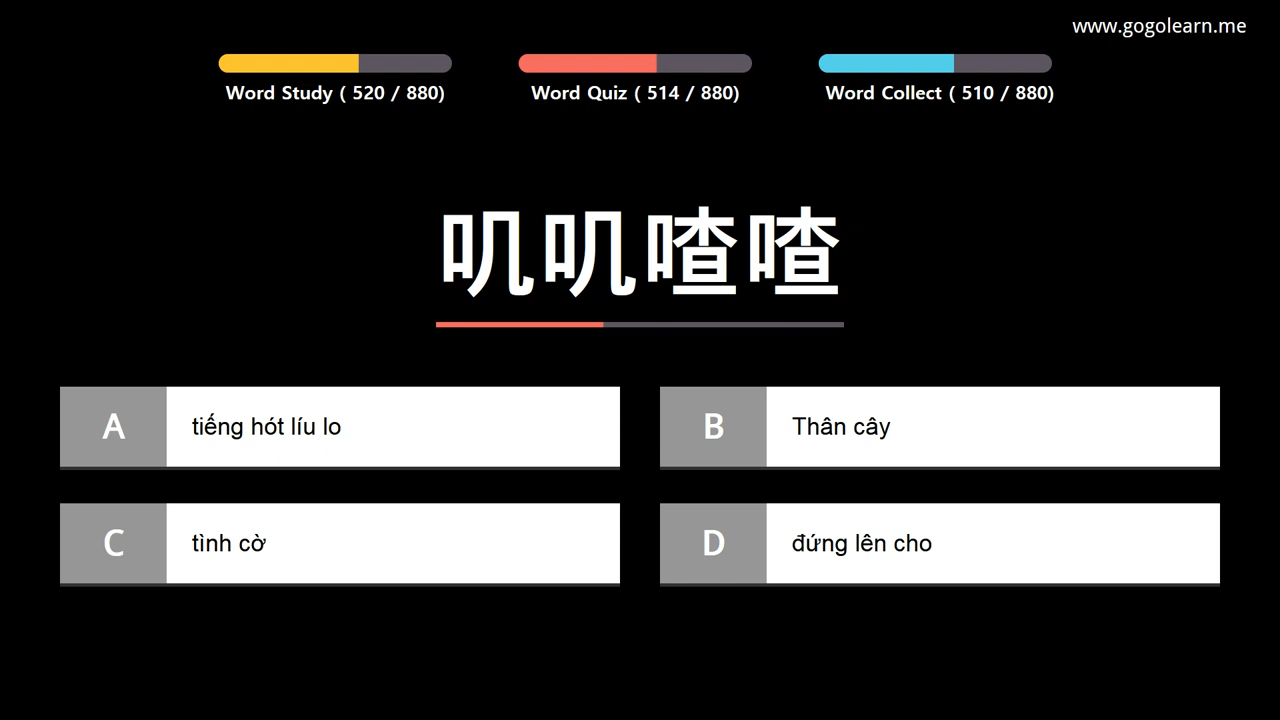 www.gogolearn.me
Word Study ( 520 / 880)
Word Quiz ( 514 / 880)
Word Collect ( 510 / 880)
叽叽喳喳
A tiếng hót líu lo
B Thân cây
C tình cờ
D đứng lên cho